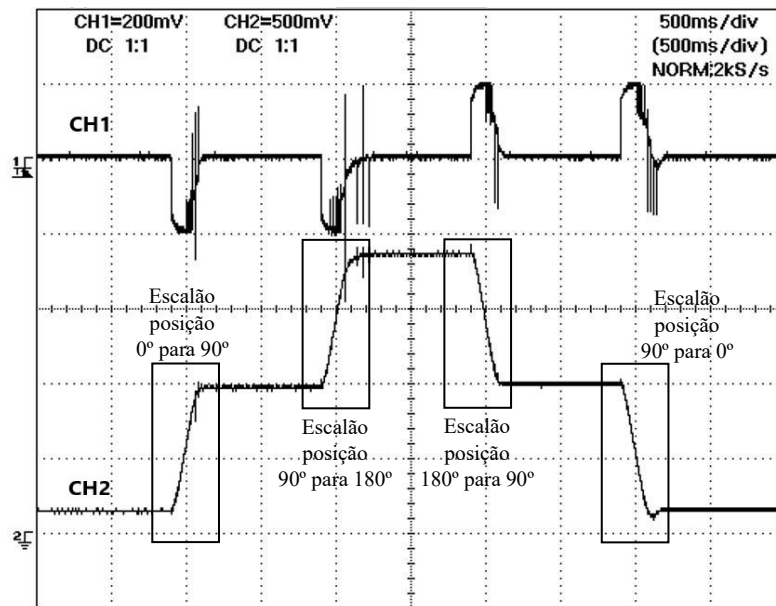 CH1=200mV CH2=500mV 500ms/div
DC 1:1 DC 1:1 (500ms/div)
NORM:2kS/s
CH1
1
T
Escalão
posição
0º para 90º
Escalão
posição
90º para 0º
Escalão
posição
90º para 180º
Escalão
posição
180º para 90º
CH2
2